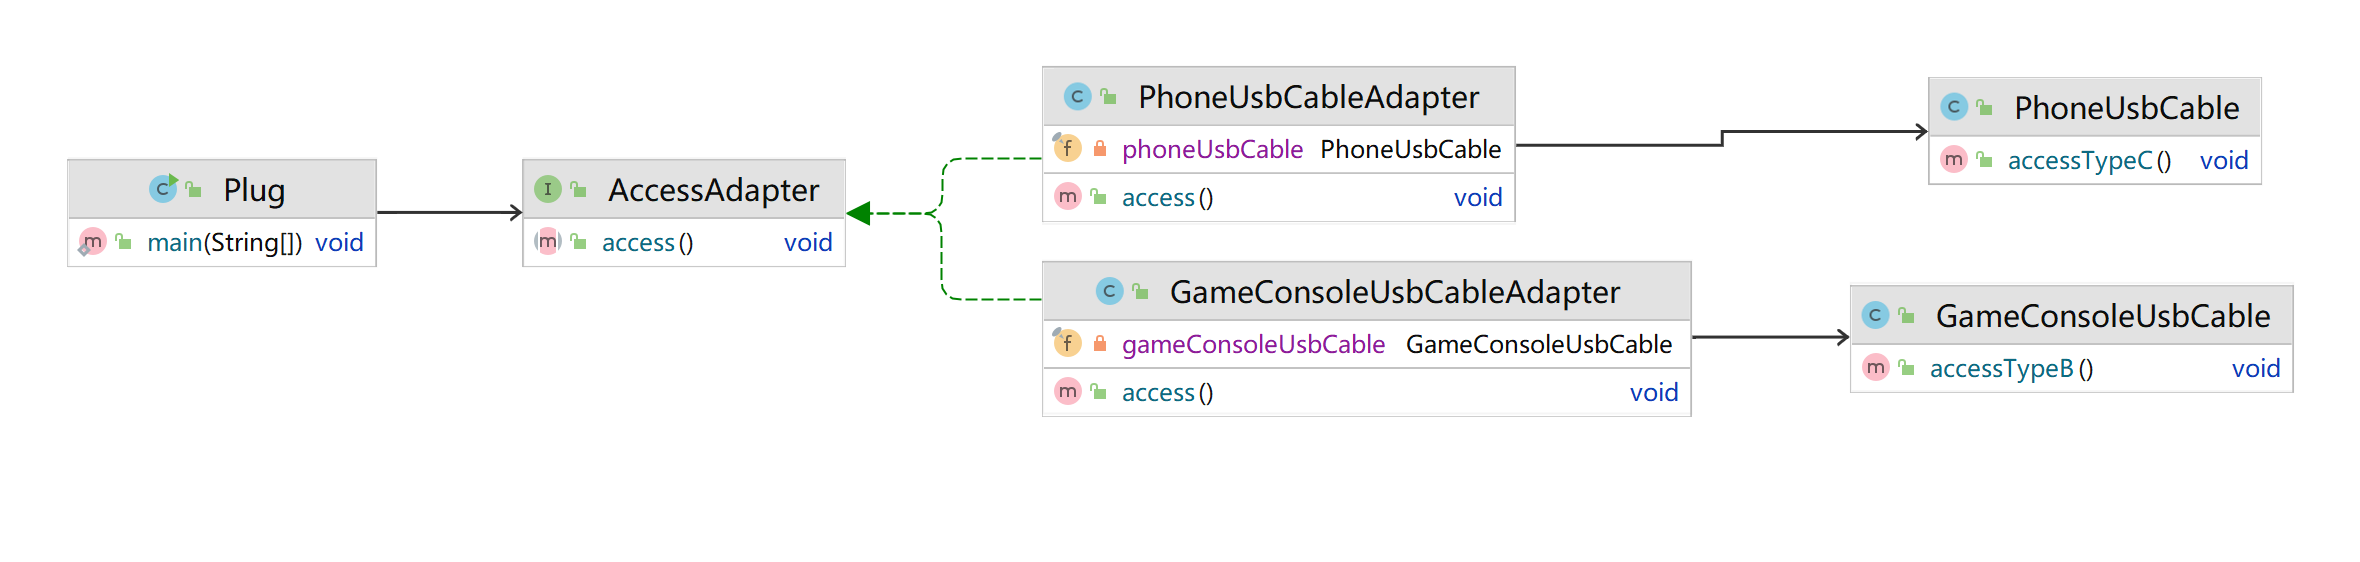 Plug
main(String[]) void
AccessAdapter
access() void
PhoneUsbCableAdapter
phoneUsbCable PhoneUsbCable
access() void
GameConsoleUsbCableAdapter
gameConsoleUsbCable GameConsoleUsbCable
access() void
PhoneUsbCable
accessTypeC() void
GameConsoleUsbCable
accessTypeB() void